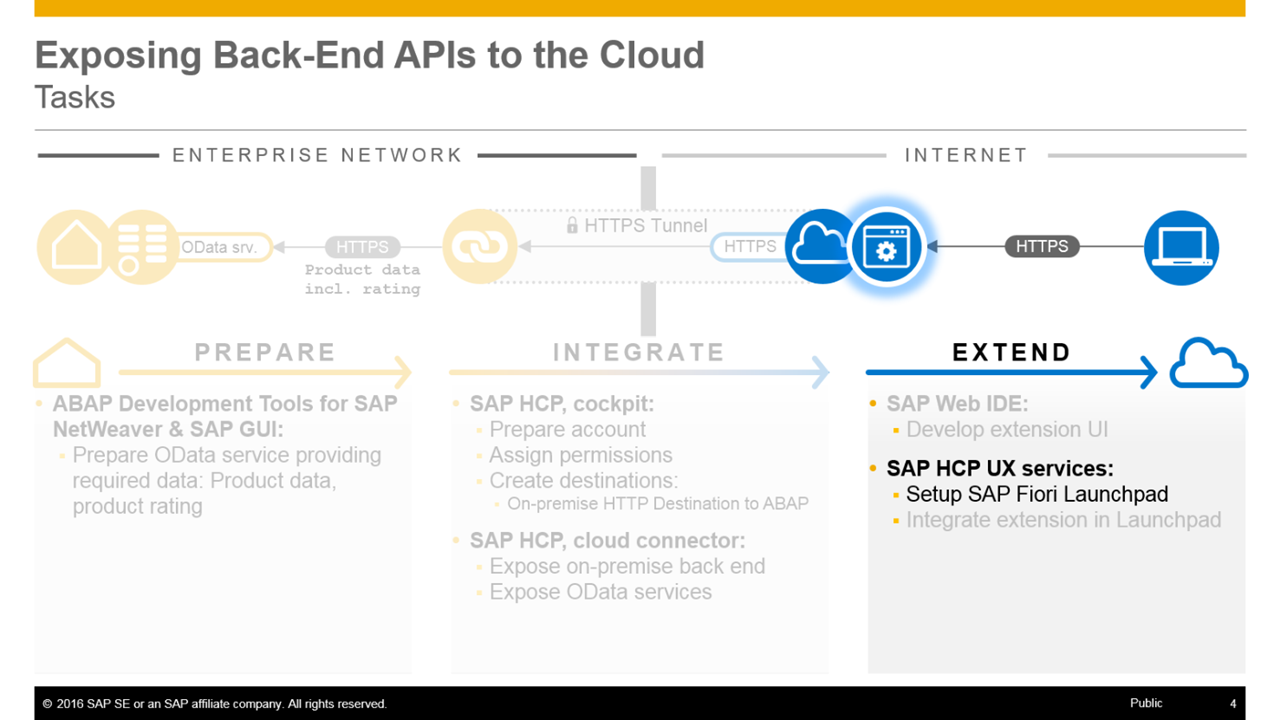 Exposing Back-End APIs to the Cloud
Tasks
ENTERPRISE NETWORK
INTERNET
HTTPS Tunnel
OData srv.
HTTPS
HTTPS
HTTPS
Product data
incl. rating
PREPARE
INTEGRATE
EXTEND
• ABAP Development Tools for SAP
NetWeaver & SAP GUI:
▪ Prepare OData service providing
required data: Product data,
product rating
• SAP HCP, cockpit:
▪ Prepare account
▪ Assign permissions
▪ Create destinations:
▪ On-premise HTTP Destination to ABAP
• SAP HCP, cloud connector:
▪ Expose on-premise back end
▪ Expose OData services
• SAP Web IDE:
▪ Develop extension UI
• SAP HCP UX services:
▪ Setup SAP Fiori Launchpad
▪ Integrate extension in Launchpad
© 2016 SAP SE or an SAP affiliate company. All rights reserved.
Public
4